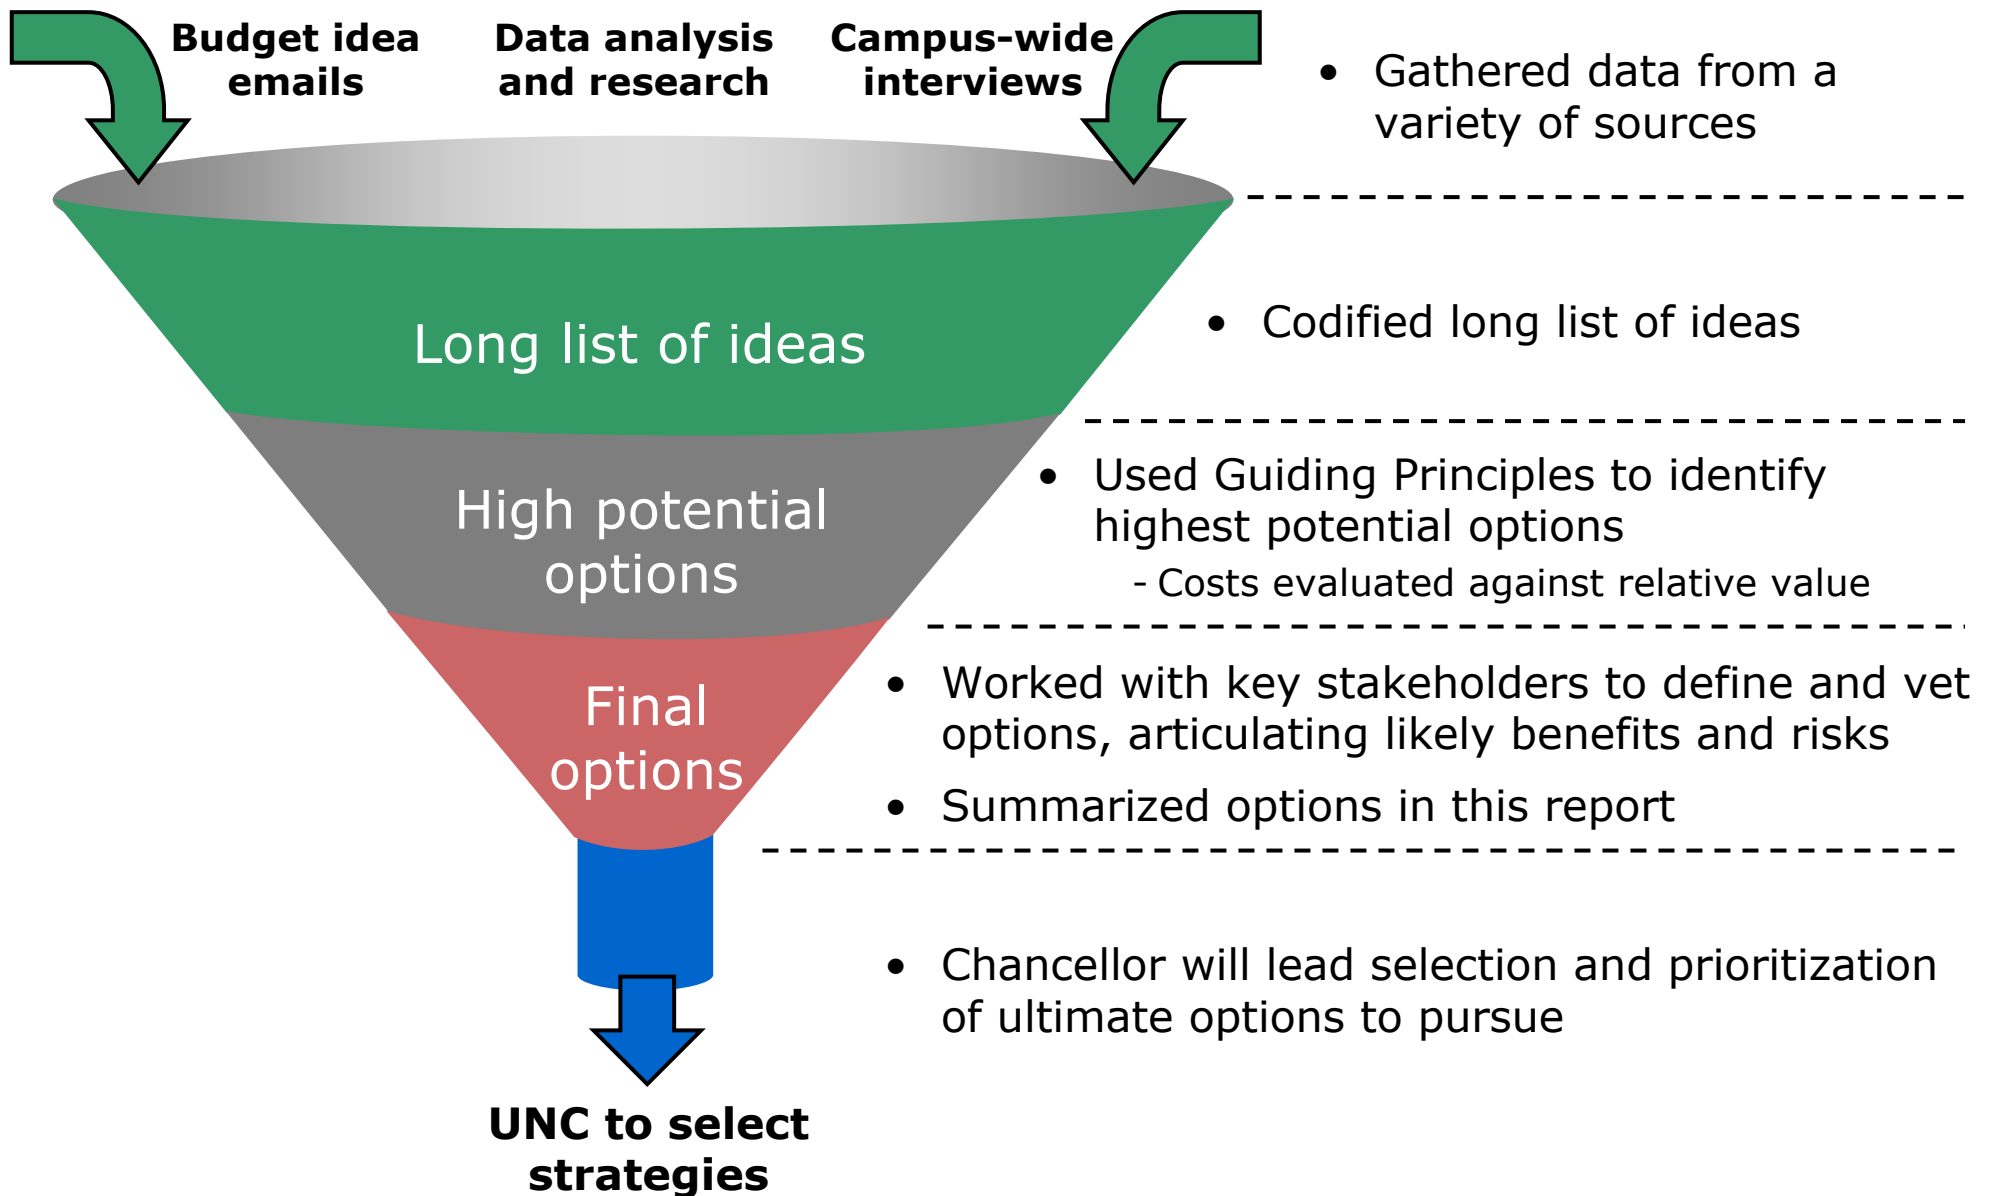 Budget idea
emails
Data analysis
and research
Campus-wide
interviews
• Gathered data from a
variety of sources
Long list of ideas
• Codified long list of ideas
High potential
options
• Used Guiding Principles to identify
highest potential options
- Costs evaluated against relative value
Final
options
• Worked with key stakeholders to define and vet
options, articulating likely benefits and risks
• Summarized options in this report
• Chancellor will lead selection and prioritization
of ultimate options to pursue
UNC to select
strategies